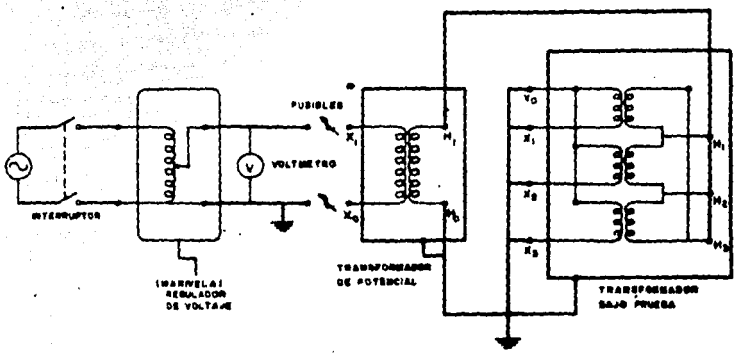 INTERRUPTOR
(MARIVELA)
REGULADOR
DE VOLTAJE
V
VOLTMETRO
FUSIBLES
X1
X0
H1
H0
TRANSFORMADOR
DE POTENCIAL
X0
X1
X2
X3
H1
H2
H3
TRANSFORMADOR
BAJO PRUEBA